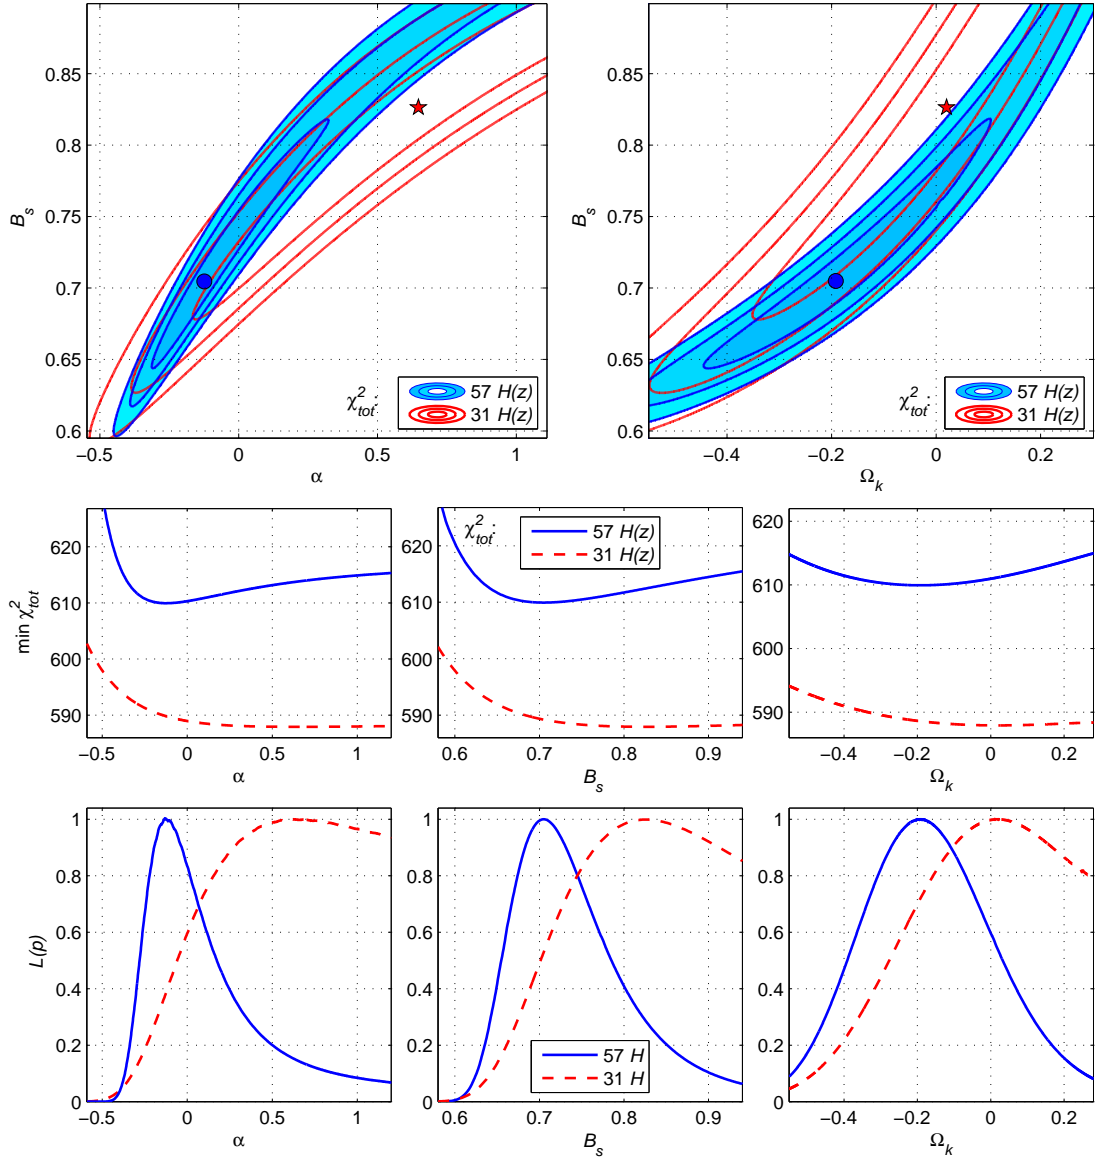 0.85
0.8
0.75
0.7
0.65
0.6
B_s
−0.5 0 0.5 1
α
χ²_tot:
57 H(z)
31 H(z)
0.85
0.8
0.75
0.7
0.65
0.6
B_s
−0.4 −0.2 0 0.2
Ω_k
χ²_tot:
57 H(z)
31 H(z)
620
610
600
590
min χ²_tot
−0.5 0 0.5 1
α
620
610
600
590
χ²_tot:
57 H(z)
31 H(z)
0.6 0.7 0.8 0.9
B_s
620
610
600
590
−0.4 −0.2 0 0.2
Ω_k
1
0.8
0.6
0.4
0.2
0
L(p)
−0.5 0 0.5 1
α
1
0.8
0.6
0.4
0.2
0
57 H
31 H
0.6 0.7 0.8 0.9
B_s
1
0.8
0.6
0.4
0.2
0
−0.4 −0.2 0 0.2
Ω_k